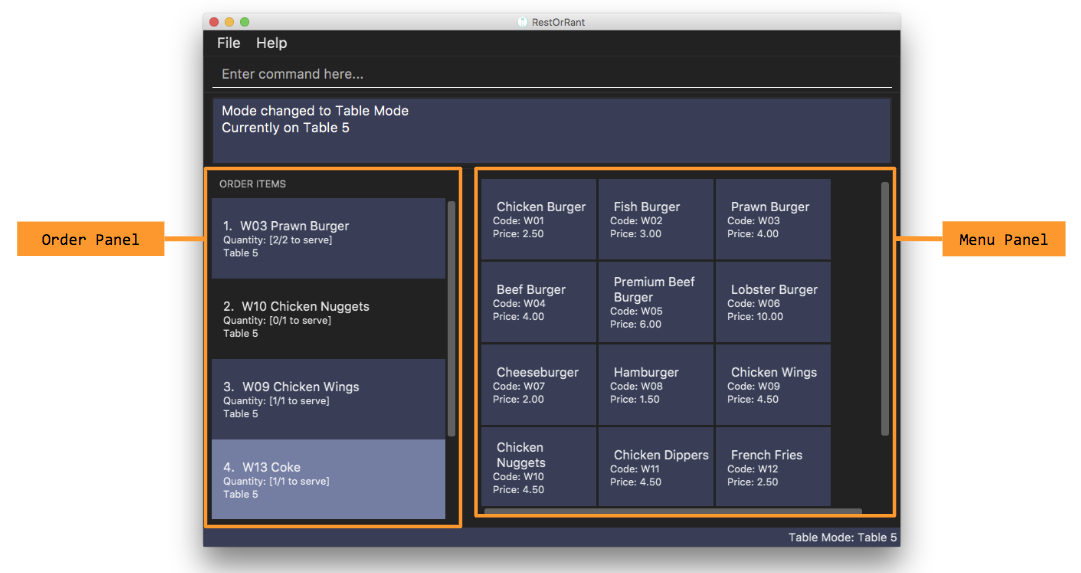 RestOrRant
File Help
Enter command here...
Mode changed to Table Mode
Currently on Table 5
Order Panel
ORDER ITEMS
1. W03 Prawn Burger
Quantity: [2/2 to serve]
Table 5
2. W10 Chicken Nuggets
Quantity: [0/1 to serve]
Table 5
3. W09 Chicken Wings
Quantity: [1/1 to serve]
Table 5
4. W13 Coke
Quantity: [1/1 to serve]
Table 5
Chicken Burger
Code: W01
Price: 2.50
Fish Burger
Code: W02
Price: 3.00
Prawn Burger
Code: W03
Price: 4.00
Beef Burger
Code: W04
Price: 4.00
Premium Beef
Burger
Code: W05
Price: 6.00
Lobster Burger
Code: W06
Price: 10.00
Cheeseburger
Code: W07
Price: 2.00
Hamburger
Code: W08
Price: 1.50
Chicken Wings
Code: W09
Price: 4.50
Chicken
Nuggets
Code: W10
Price: 4.50
Chicken Dippers
Code: W11
Price: 4.50
French Fries
Code: W12
Price: 2.50
Menu Panel
Table Mode: Table 5